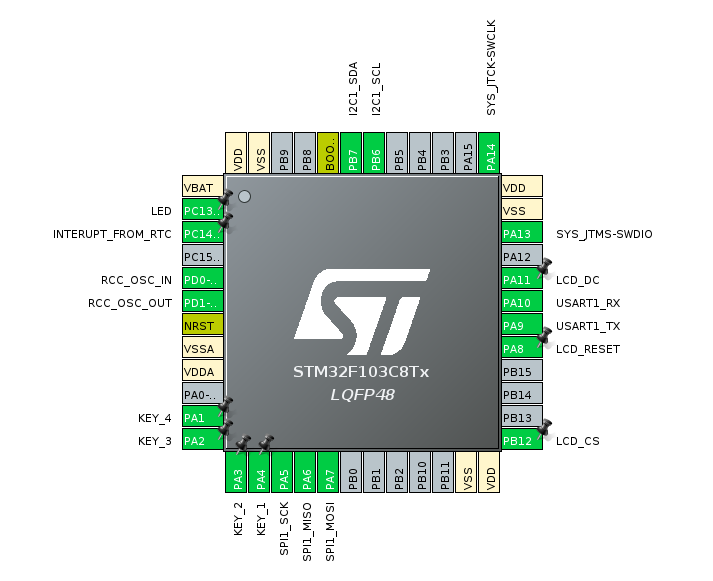 I2C1_SDA
I2C1_SCL
SYS_JTCK-SWCLK
VDD
VSS
PB9
PB8
BOO..
PB7
PB6
PB5
PB4
PB3
PA15
PA14
VBAT
LED PC13..
INTERUPT_FROM_RTC PC14..
PC15..
RCC_OSC_IN PD0-..
RCC_OSC_OUT PD1-..
NRST
VSSA
VDDA
PA0-..
KEY_4 PA1
KEY_3 PA2
ST
STM32F103C8Tx
LQFP48
VDD
VSS
PA13 SYS_JTMS-SWDIO
PA12
PA11 LCD_DC
PA10 USART1_RX
PA9 USART1_TX
PA8 LCD_RESET
PB15
PB14
PB13
PB12 LCD_CS
PA3
PA4
PA5
PA6
PA7
PB0
PB1
PB2
PB10
PB11
VSS
VDD
KEY_2
KEY_1
SPI1_SCK
SPI1_MISO
SPI1_MOSI